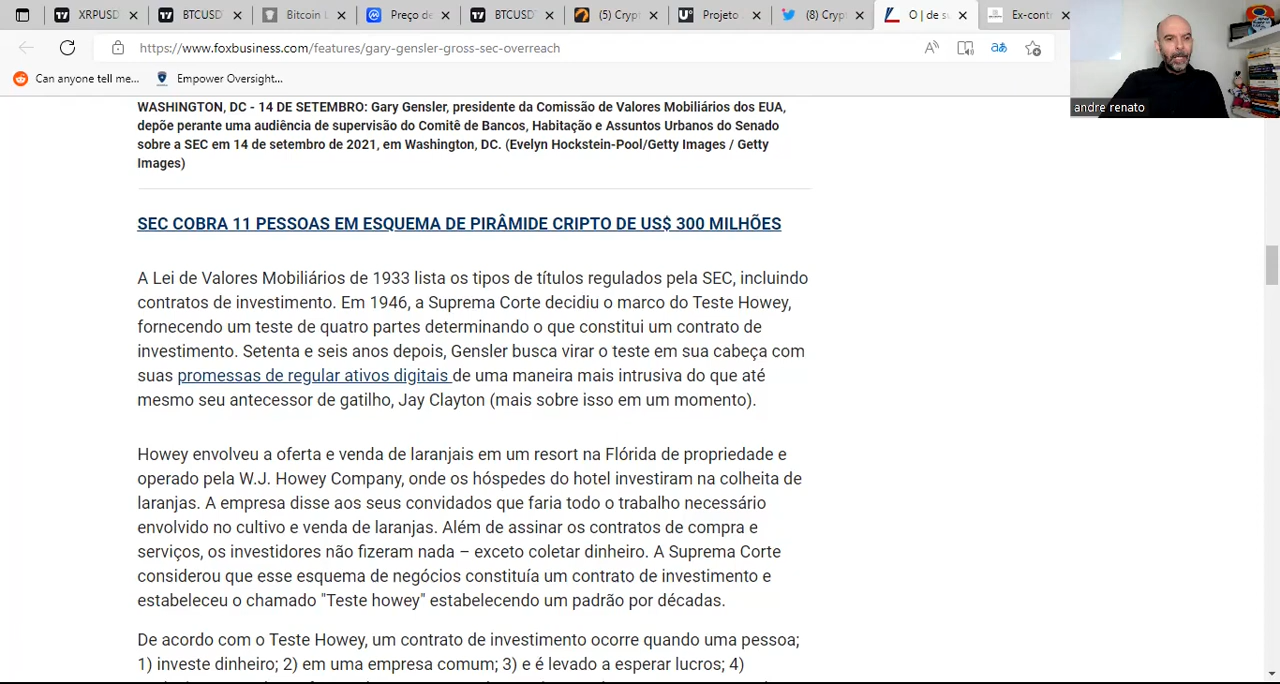 XRPUSD
BTCUSD
Bitcoin
Preço de
BTCUSDT
(5) Crypt
Projeto
(8) Crypt
O | de su
Ex-contr
https://www.foxbusiness.com/features/gary-gensler-gross-sec-overreach
Can anyone tell me...
Empower Oversight...
andre renato
WASHINGTON, DC - 14 DE SETEMBRO: Gary Gensler, presidente da Comissão de Valores Mobiliários dos EUA,
depõe perante uma audiência de supervisão do Comitê de Bancos, Habitação e Assuntos Urbanos do Senado
sobre a SEC em 14 de setembro de 2021, em Washington, DC. (Evelyn Hockstein-Pool/Getty Images / Getty
Images)
SEC COBRA 11 PESSOAS EM ESQUEMA DE PIRÂMIDE CRIPTO DE US$ 300 MILHÕES
A Lei de Valores Mobiliários de 1933 lista os tipos de títulos regulados pela SEC, incluindo
contratos de investimento. Em 1946, a Suprema Corte decidiu o marco do Teste Howey,
fornecendo um teste de quatro partes determinando o que constitui um contrato de
investimento. Setenta e seis anos depois, Gensler busca virar o teste em sua cabeça com
suas promessas de regular ativos digitais de uma maneira mais intrusiva do que até
mesmo seu antecessor de gatilho, Jay Clayton (mais sobre isso em um momento).
Howey envolveu a oferta e venda de laranjais em um resort na Flórida de propriedade e
operado pela W.J. Howey Company, onde os hóspedes do hotel investiram na colheita de
laranjas. A empresa disse aos seus convidados que faria todo o trabalho necessário
envolvido no cultivo e venda de laranjas. Além de assinar os contratos de compra e
serviços, os investidores não fizeram nada – exceto coletar dinheiro. A Suprema Corte
considerou que esse esquema de negócios constituía um contrato de investimento e
estabeleceu o chamado "Teste howey" estabelecendo um padrão por décadas.
De acordo com o Teste Howey, um contrato de investimento ocorre quando uma pessoa;
1) investe dinheiro; 2) em uma empresa comum; 3) e é levado a esperar lucros; 4)